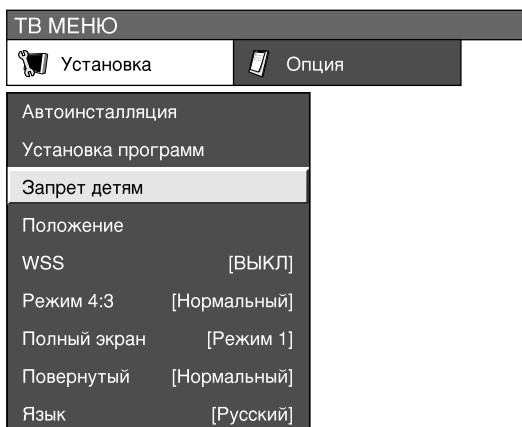 ТВ МЕНЮ
Установка Опция
Автоинсталляция
Установка программ
Запрет детям
Положение
WSS [ВЫКЛ]
Режим 4:3 [Нормальный]
Полный экран [Режим 1]
Повернутый [Нормальный]
Язык [Русский]